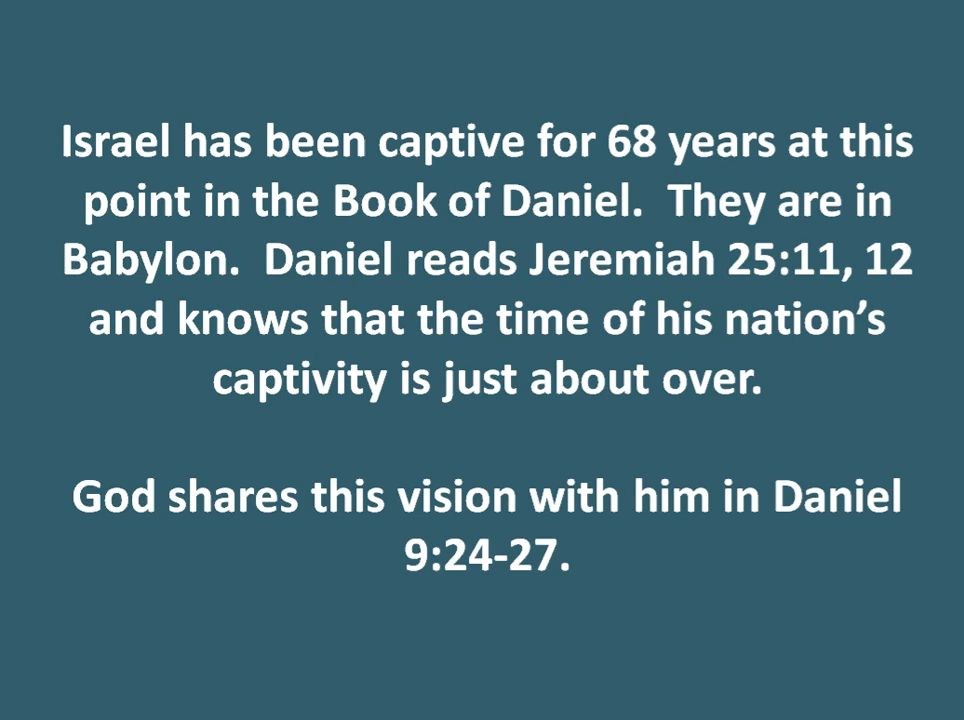 Israel has been captive for 68 years at this
point in the Book of Daniel.  They are in
Babylon.  Daniel reads Jeremiah 25:11, 12
and knows that the time of his nation’s
captivity is just about over.
God shares this vision with him in Daniel
9:24-27.